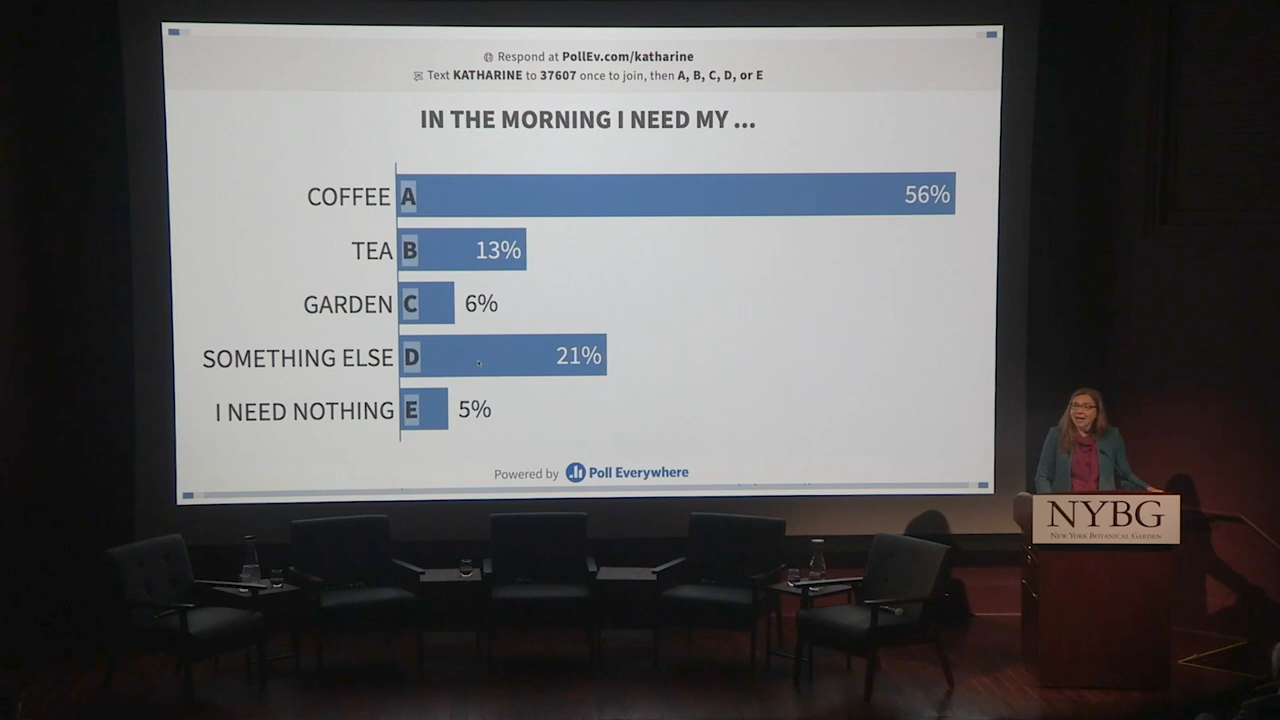 Respond at PollEv.com/katharine
Text KATHARINE to 37607 once to join, then A, B, C, D, or E
IN THE MORNING I NEED MY ...
COFFEE A 56%
TEA B 13%
GARDEN C 6%
SOMETHING ELSE D 21%
I NEED NOTHING E 5%
Powered by Poll Everywhere
NYBG
NEW YORK BOTANICAL GARDEN